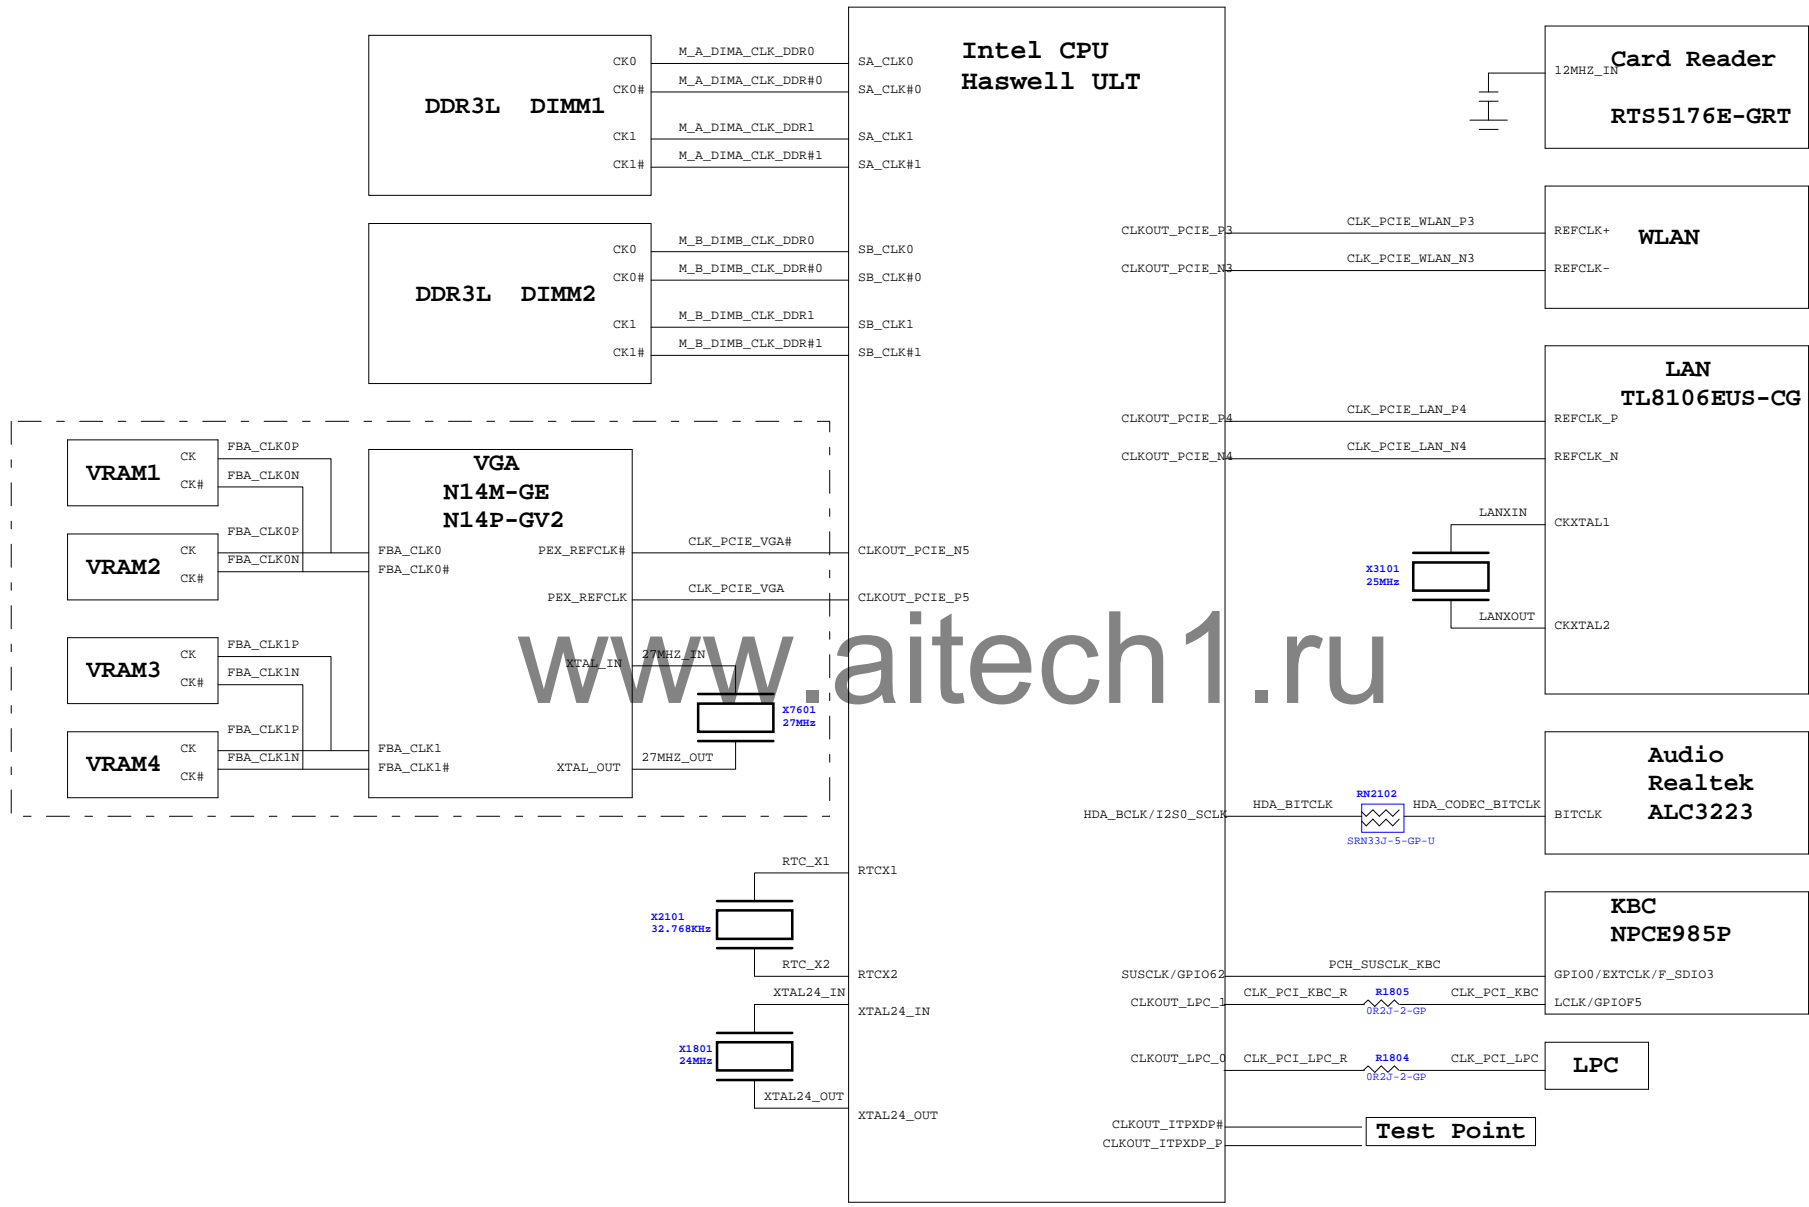 Intel CPU
Haswell ULT
DDR3L DIMM1
CK0
CK0#
CK1
CK1#
M_A_DIMA_CLK_DDR0
M_A_DIMA_CLK_DDR#0
M_A_DIMA_CLK_DDR1
M_A_DIMA_CLK_DDR#1
SA_CLK0
SA_CLK#0
SA_CLK1
SA_CLK#1
DDR3L DIMM2
CK0
CK0#
CK1
CK1#
M_B_DIMB_CLK_DDR0
M_B_DIMB_CLK_DDR#0
M_B_DIMB_CLK_DDR1
M_B_DIMB_CLK_DDR#1
SB_CLK0
SB_CLK#0
SB_CLK1
SB_CLK#1
VRAM1
CK
CK#
FBA_CLK0P
FBA_CLK0N
VRAM2
CK
CK#
FBA_CLK0P
FBA_CLK0N
VRAM3
CK
CK#
FBA_CLK1P
FBA_CLK1N
VRAM4
CK
CK#
FBA_CLK1P
FBA_CLK1N
VGA
N14M-GE
N14P-GV2
FBA_CLK0
FBA_CLK0#
FBA_CLK1
FBA_CLK1#
PEX_REFCLK#
PEX_REFCLK
XTAL_IN
XTAL_OUT
CLK_PCIE_VGA#
CLK_PCIE_VGA
27MHZ_IN
27MHZ_OUT
X7601
27MHz
CLKOUT_PCIE_N5
CLKOUT_PCIE_P5
www.aitech1.ru
RTC_X1
RTCX1
X2101
32.768KHz
RTC_X2
RTCX2
XTAL24_IN
XTAL24_IN
X1801
24MHz
XTAL24_OUT
XTAL24_OUT
12MHZ_IN
Card Reader
RTS5176E-GRT
CLKOUT_PCIE_P3
CLK_PCIE_WLAN_P3
REFCLK+
WLAN
CLKOUT_PCIE_N3
CLK_PCIE_WLAN_N3
REFCLK-
LAN
TL8106EUS-CG
CLKOUT_PCIE_P4
CLK_PCIE_LAN_P4
REFCLK_P
CLKOUT_PCIE_N4
CLK_PCIE_LAN_N4
REFCLK_N
LANXIN
CKXTAL1
X3101
25MHz
LANXOUT
CKXTAL2
Audio
Realtek
ALC3223
HDA_BCLK/I2S0_SCLK
HDA_BITCLK
RN2102
SRN33J-5-GP-U
HDA_CODEC_BITCLK
BITCLK
KBC
NPCE985P
SUSCLK/GPIO62
PCH_SUSCLK_KBC
GPIO0/EXTCLK/F_SDIO3
CLKOUT_LPC_1
CLK_PCI_KBC_R
R1805
0R2J-2-GP
CLK_PCI_KBC
LCLK/GPIOF5
CLKOUT_LPC_0
CLK_PCI_LPC_R
R1804
0R2J-2-GP
CLK_PCI_LPC
LPC
CLKOUT_ITPXDP#
CLKOUT_ITPXDP_P
Test Point